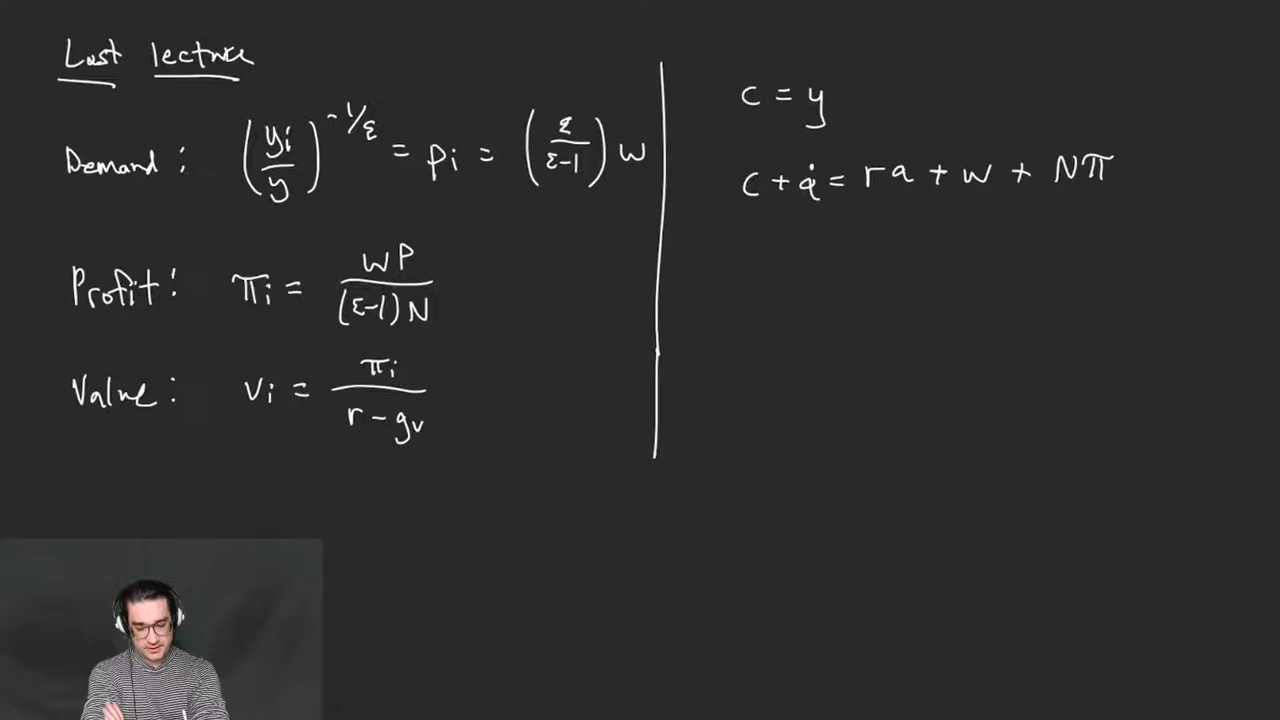 Last lecture
Demand: (yi/y)^(-1/ε) = pi = (ε/(ε-1)) w
Profit: πi = wP/((ε-1)N)
Value: vi = πi/(r - gv)
c = y
c + ȧ = ra + w + Nπ